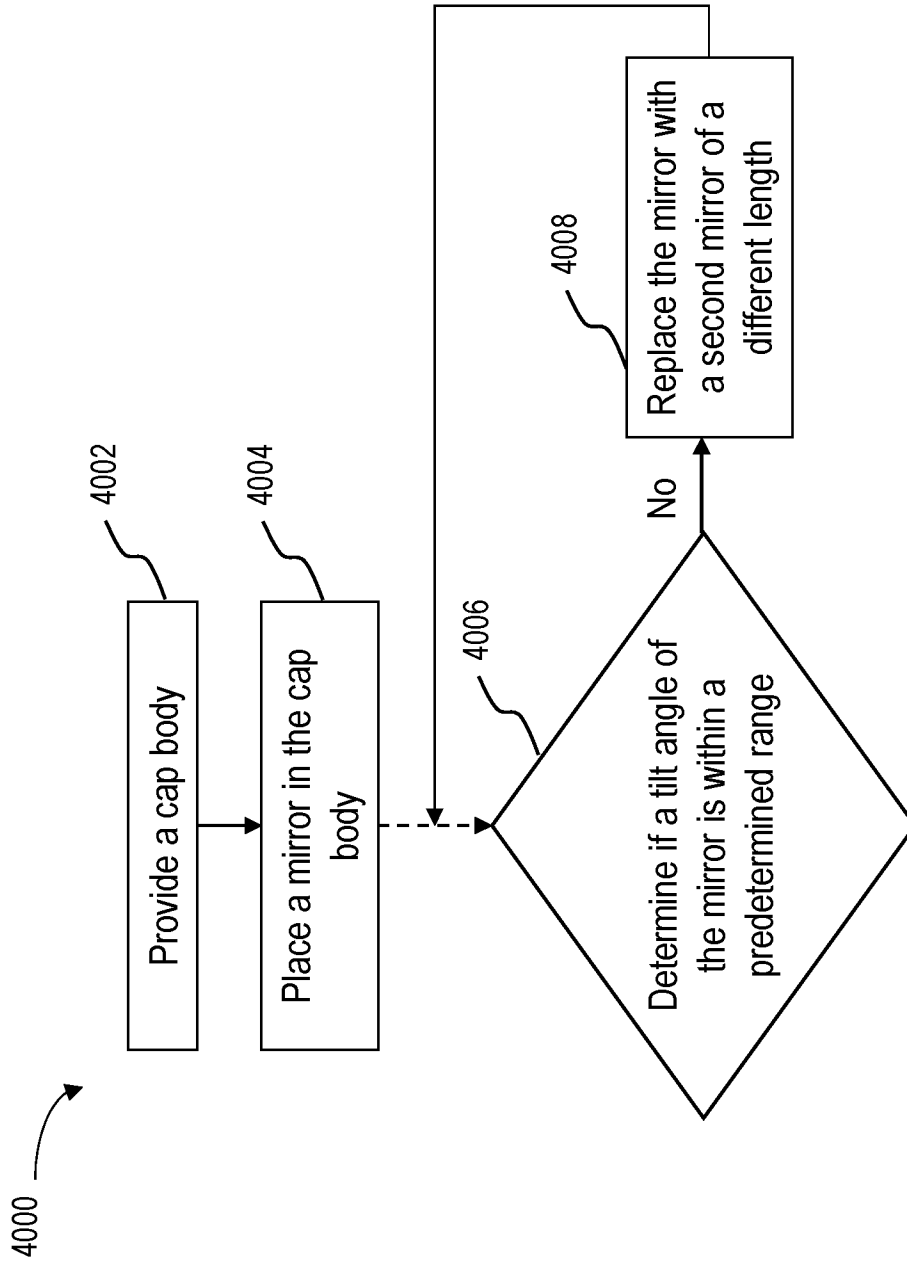 4000
Provide a cap body
4002
Place a mirror in the cap
body
4004
Determine if a tilt angle of
the mirror is within a
predetermined range
4006
No
Replace the mirror with
a second mirror of a
different length
4008